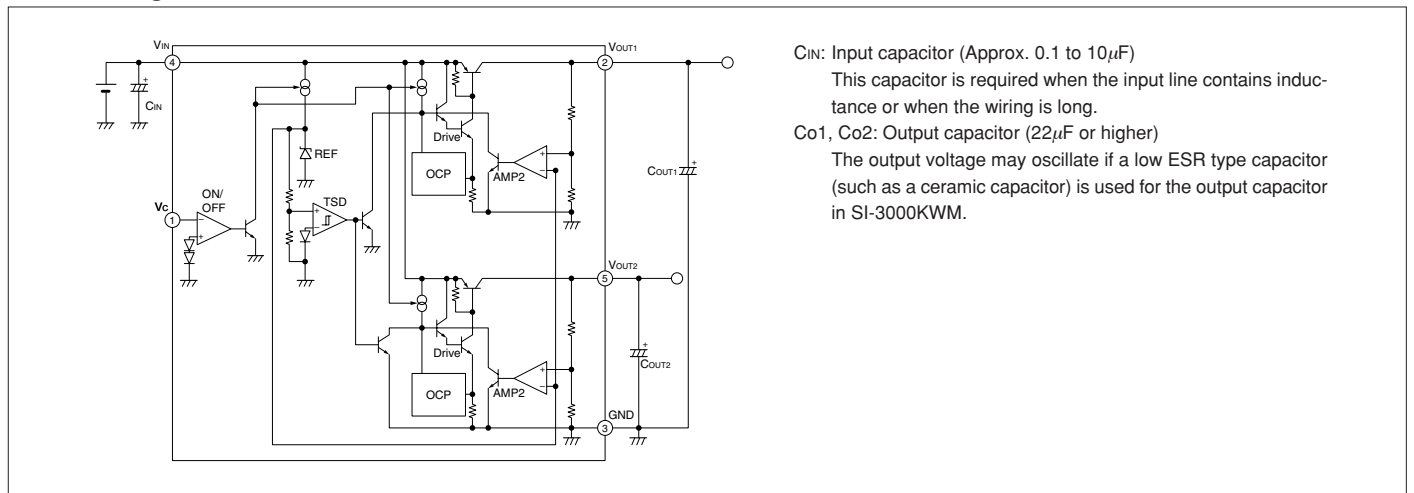 VIN
4
VOUT1
2
+
CIN
Drive
REF
OCP
+
−
AMP2
COUT1
+
ON/
OFF
VC
1
−
+
TSD
+
−
VOUT2
5
Drive
OCP
+
−
AMP2
+
COUT2
GND
3
CIN: Input capacitor (Approx. 0.1 to 10μF)
This capacitor is required when the input line contains induc-
tance or when the wiring is long.
Co1, Co2: Output capacitor (22μF or higher)
The output voltage may oscillate if a low ESR type capacitor
(such as a ceramic capacitor) is used for the output capacitor
in SI-3000KWM.